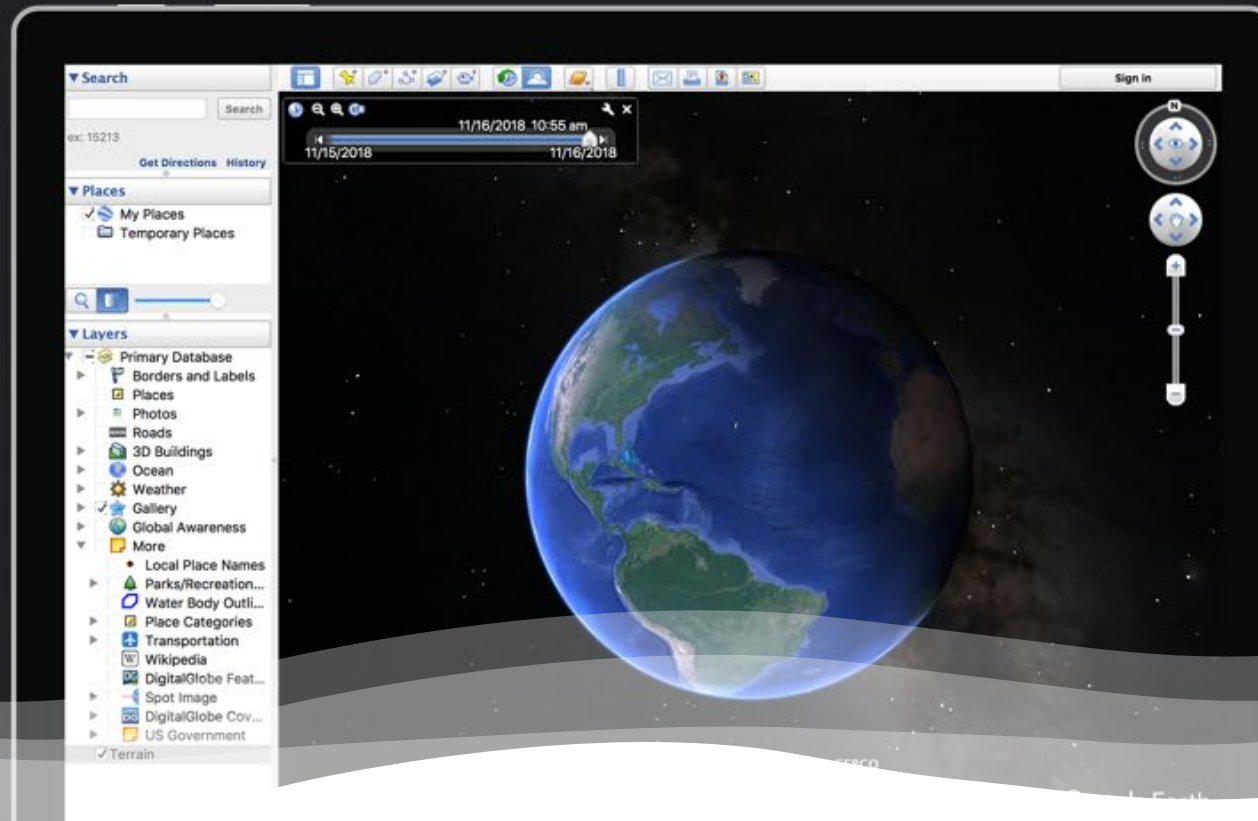 Search
Sign in
Search
ex: 15213
Get Directions History
11/16/2018 10:55 am
11/15/2018
11/16/2018
N
Places
My Places
Temporary Places
Layers
Primary Database
Borders and Labels
Places
Photos
Roads
3D Buildings
Ocean
Weather
Gallery
Global Awareness
More
Local Place Names
Parks/Recreation...
Water Body Outli...
Place Categories
Transportation
W Wikipedia
DG DigitalGlobe Feat...
Spot Image
DG DigitalGlobe Cov...
US Government
Terrain
Earth